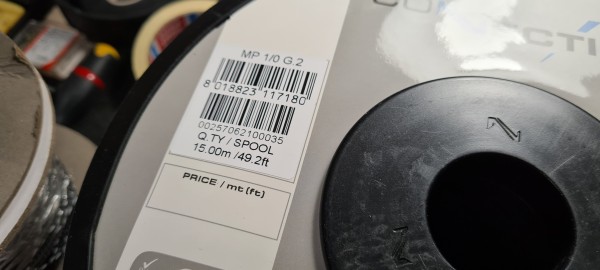 MP 1/0 G.2
8 018823 117180
00257062100035
Q.TY / SPOOL
15.00m /49.2ft
PRICE / mt (ft)